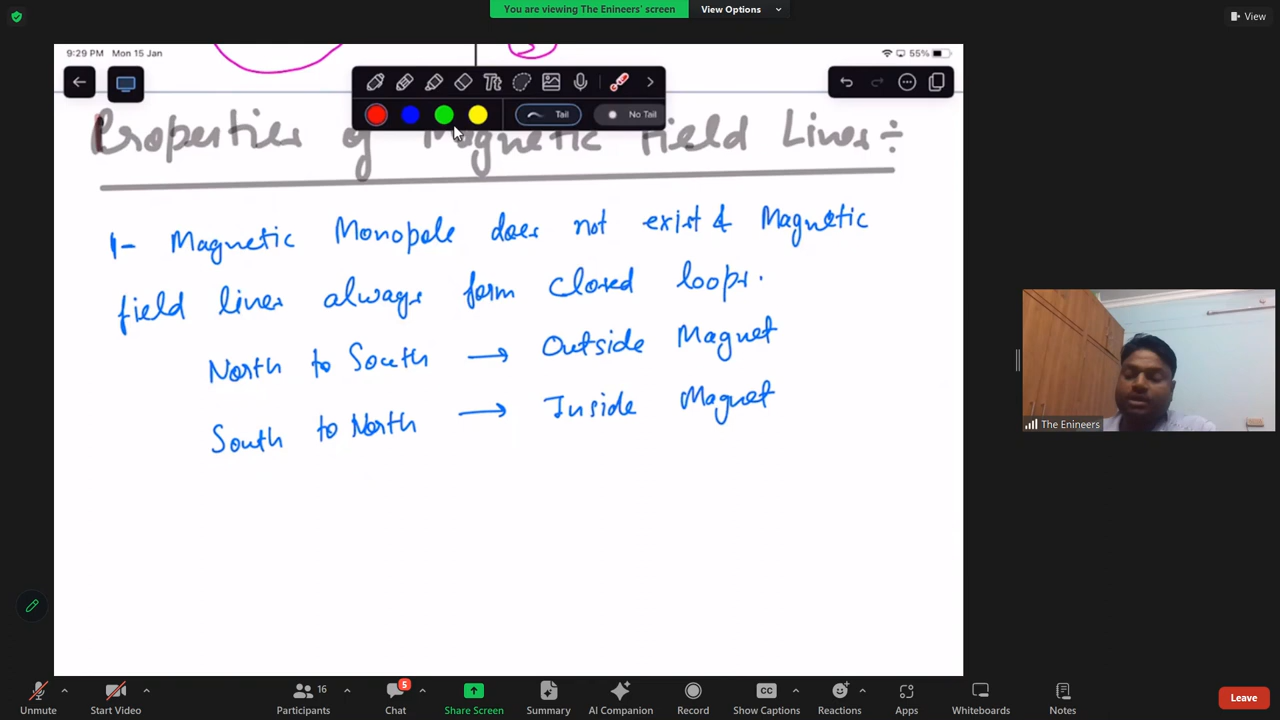 You are viewing The Enineers' screen
View Options
View
9:29 PM Mon 15 Jan
55%
Tail
No Tail
Properties of Magnetic Field Lines÷
1- Magnetic Monopole does not exist & Magnetic
field lines always form closed loops.
North to South → Outside Magnet
South to North → Inside Magnet
The Enineers
Unmute
Start Video
Participants
16
Chat
5
Share Screen
Summary
AI Companion
Record
Show Captions
Reactions
Apps
Whiteboards
Notes
Leave